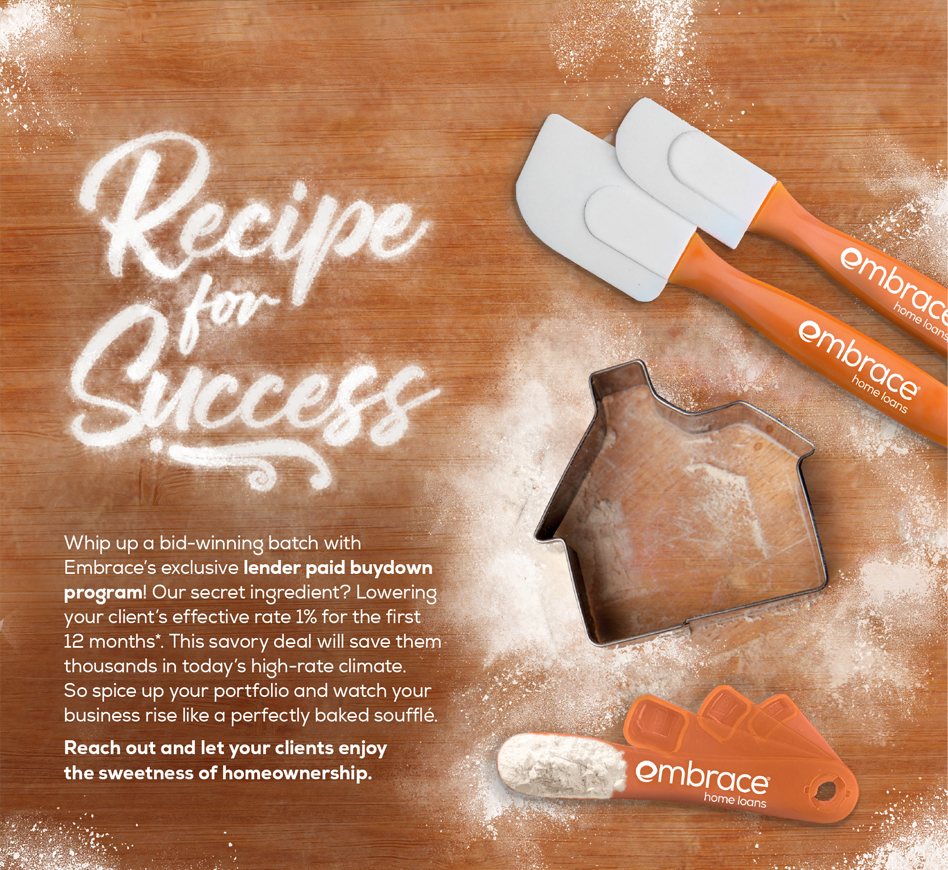 Recipe
for
Success
embrace
home loans
embrace
home loans
Whip up a bid-winning batch with
Embrace's exclusive lender paid buydown
program! Our secret ingredient? Lowering
your client's effective rate 1% for the first
12 months*. This savory deal will save them
thousands in today's high-rate climate.
So spice up your portfolio and watch your
business rise like a perfectly baked soufflé.
Reach out and let your clients enjoy
the sweetness of homeownership.
embrace
home loans